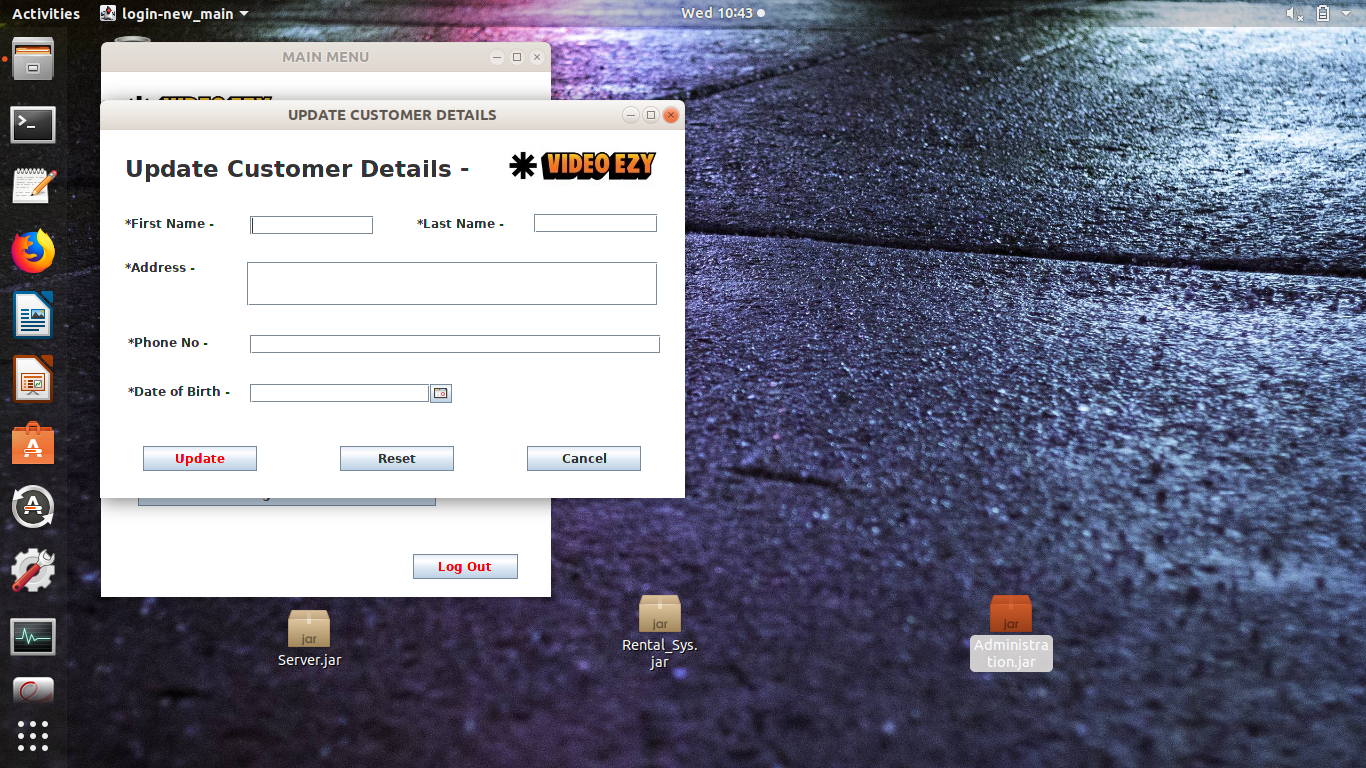 Activities login-new_main Wed 10:43
MAIN MENU
UPDATE CUSTOMER DETAILS
Update Customer Details - VIDEO EZY
*First Name - *Last Name -
*Address -
*Phone No -
*Date of Birth -
Update Reset Cancel
Log Out
jar jar jar
Server.jar
Rental_Sys.
jar
Administra
tion.jar